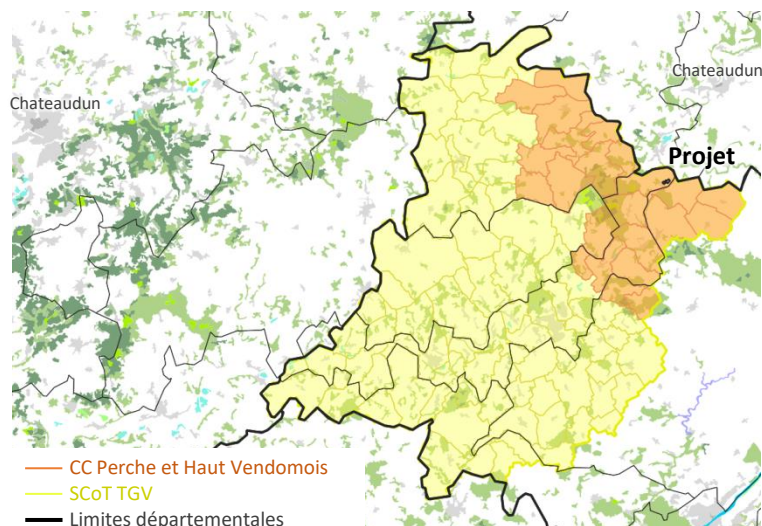 Chateaudun
Chateaudun
Projet
CC Perche et Haut Vendomois
SCoT TGV
Limites départementales